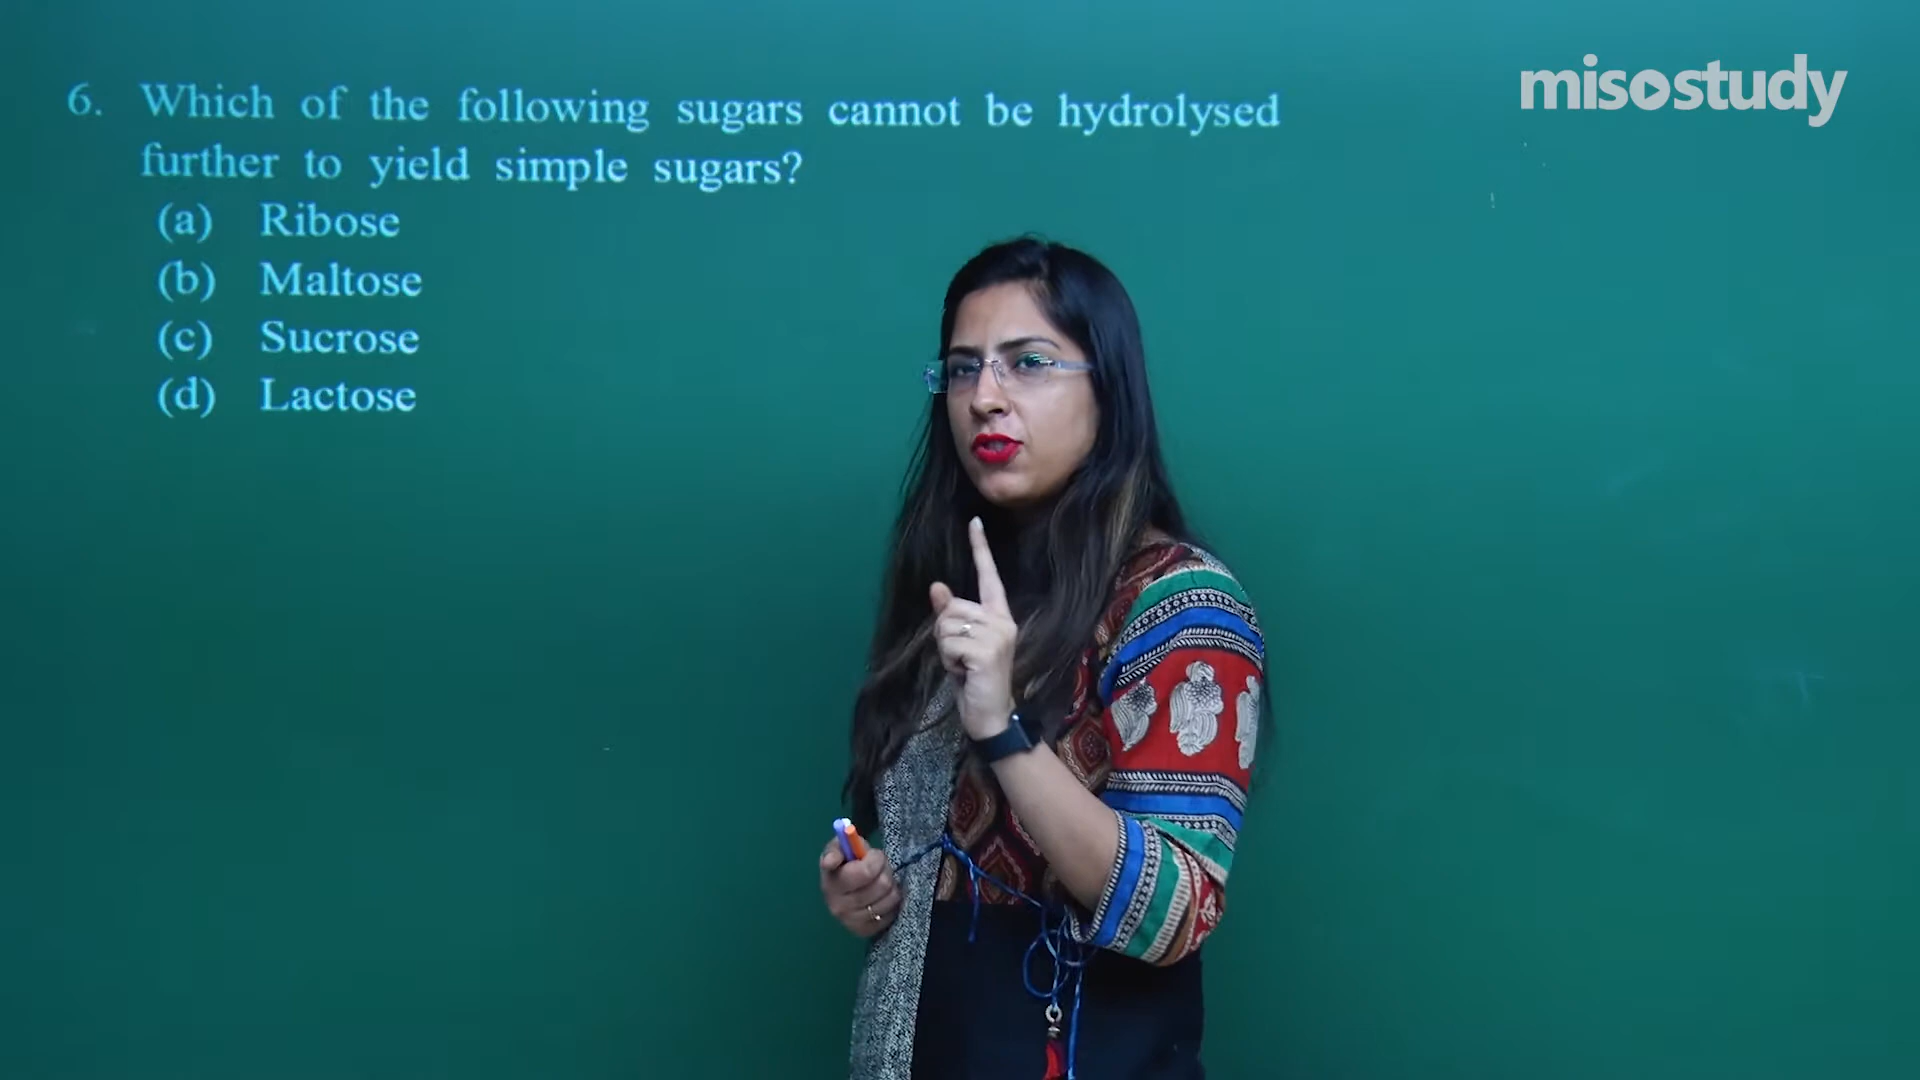 misostudy
6. Which of the following sugars cannot be hydrolysed
further to yield simple sugars?
(a) Ribose
(b) Maltose
(c) Sucrose
(d) Lactose